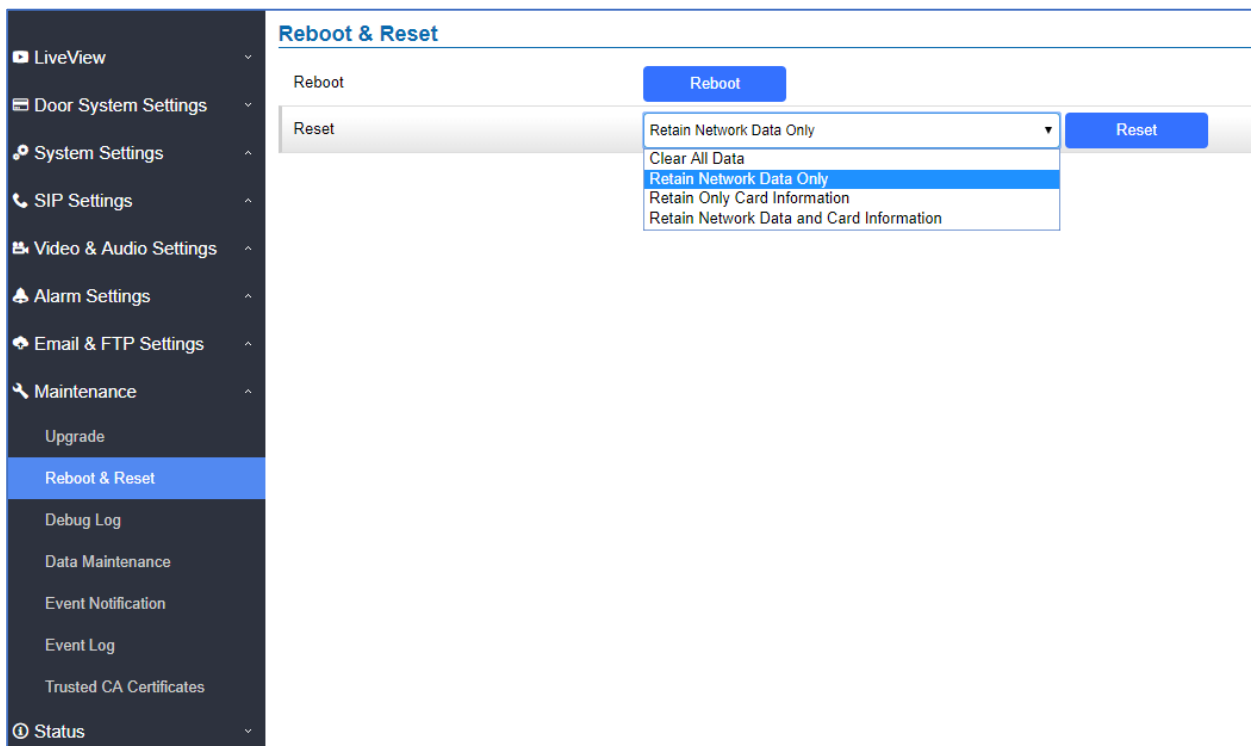 LiveView
Door System Settings
System Settings
SIP Settings
Video & Audio Settings
Alarm Settings
Email & FTP Settings
Maintenance
Upgrade
Reboot & Reset
Debug Log
Data Maintenance
Event Notification
Event Log
Trusted CA Certificates
Status
Reboot & Reset
Reboot Reboot
Reset Retain Network Data Only Reset
Clear All Data
Retain Network Data Only
Retain Only Card Information
Retain Network Data and Card Information